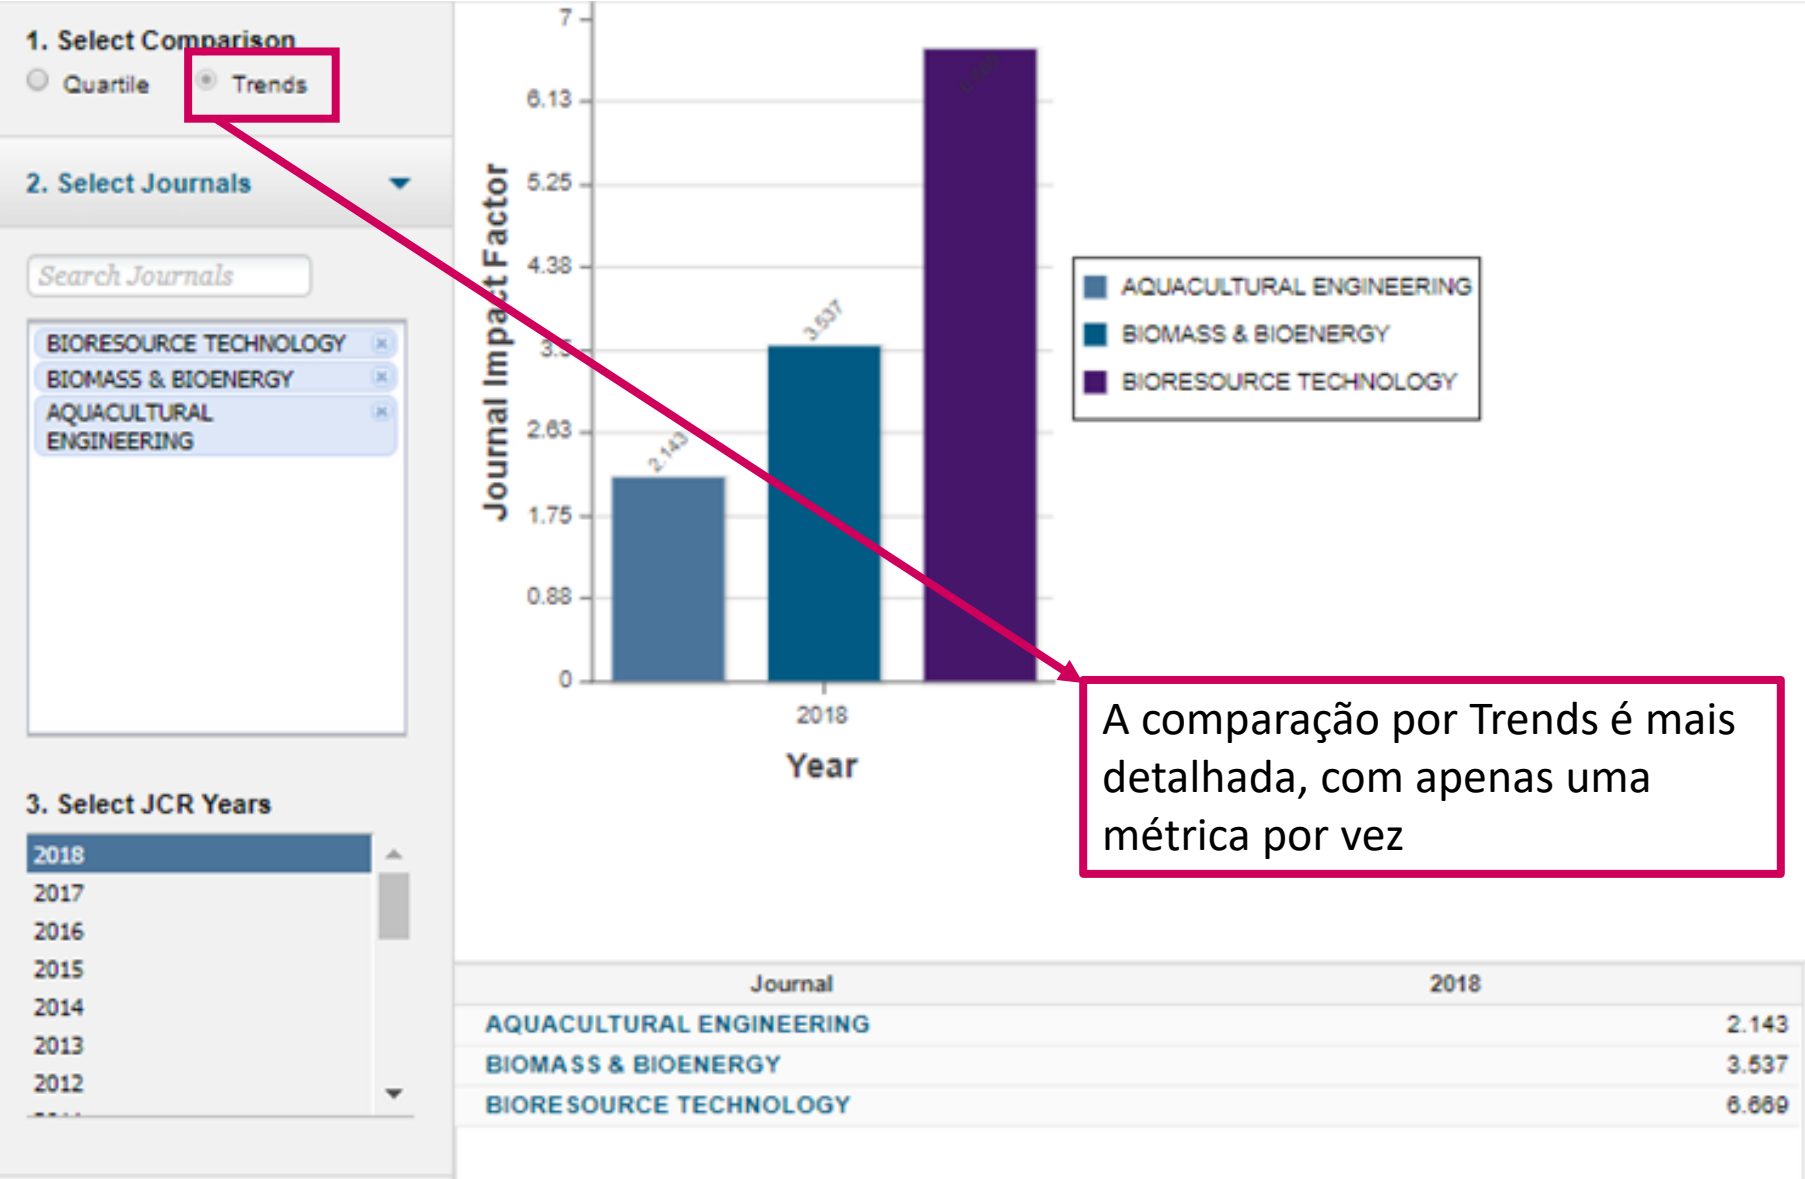 1. Select Comparison
Quartile Trends
2. Select Journals
Search Journals
BIORESOURCE TECHNOLOGY
BIOMASS & BIOENERGY
AQUACULTURAL
ENGINEERING
3. Select JCR Years
2018
2017
2016
2015
2014
2013
2012
Journal Impact Factor
7
6.13
5.25
4.38
3.5
2.63
1.75
0.88
0
2.143
3.537
2018
Year
AQUACULTURAL ENGINEERING
BIOMASS & BIOENERGY
BIORESOURCE TECHNOLOGY
A comparação por Trends é mais
detalhada, com apenas uma
métrica por vez
Journal 2018
AQUACULTURAL ENGINEERING 2.143
BIOMASS & BIOENERGY 3.537
BIORESOURCE TECHNOLOGY 6.669